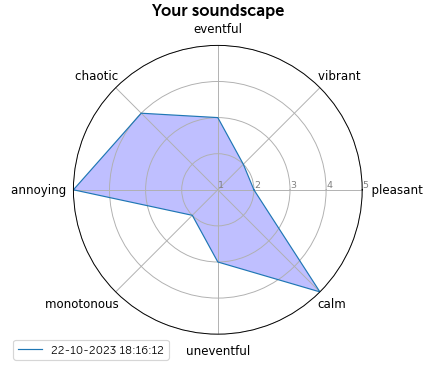 Your soundscape
eventful
chaotic
vibrant
annoying
1
2
3
4
5
pleasant
monotonous
calm
uneventful
22-10-2023 18:16:12